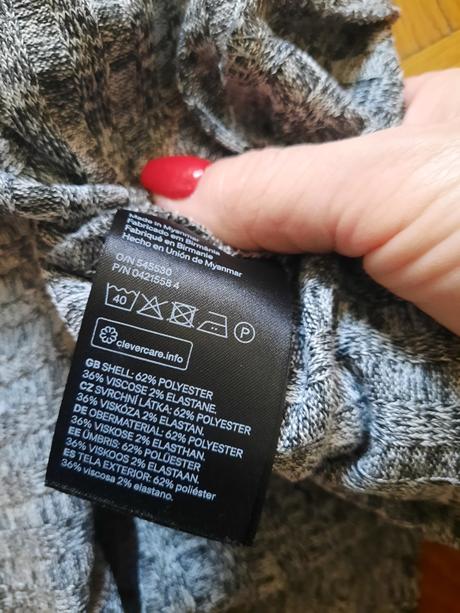 Made in Myanmar
Fabricado em Birmânia
Fabriqué en Birmanie
Hecho en Unión de Myanmar
O/N 545530
P/N 0421558 4
40 P
clevercare.info
GB SHELL: 62% POLYESTER
36% VISCOSE 2% ELASTANE.
CZ SVRCHNÍ LÁTKA: 62% POLYESTER
36% VISKÓZA 2% ELASTAN.
DE OBERMATERIAL: 62% POLYESTER
36% VISKOSE 2% ELASTHAN.
EE ÜMBRIS: 62% POLÜESTER
36% VISKOOS 2% ELASTAAN.
ES TELA EXTERIOR: 62% poliéster
36% viscosa 2% elastano.